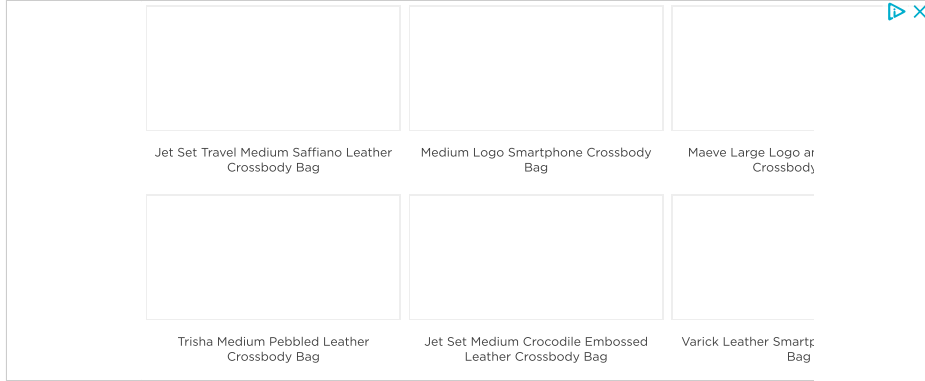 Jet Set Travel Medium Saffiano Leather
Crossbody Bag
Medium Logo Smartphone Crossbody
Bag
Maeve Large Logo
Crossbody
Trisha Medium Pebbled Leather
Crossbody Bag
Jet Set Medium Crocodile Embossed
Leather Crossbody Bag
Varick Leather
Bag